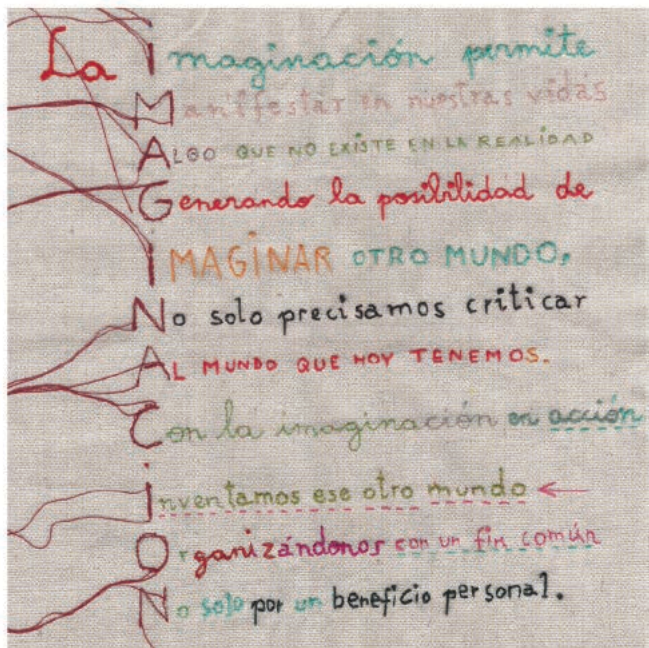 La imaginación permite
Manifestar en nuestras vidas
ALGO QUE NO EXISTE EN LA REALIDAD
Generando la posibilidad de
IMAGINAR OTRO MUNDO.
No solo precisamos criticar
AL MUNDO QUE HOY TENEMOS.
Con la imaginación en acción
inventamos ese otro mundo ←
Organizándonos con un fin común
No solo por un beneficio personal.